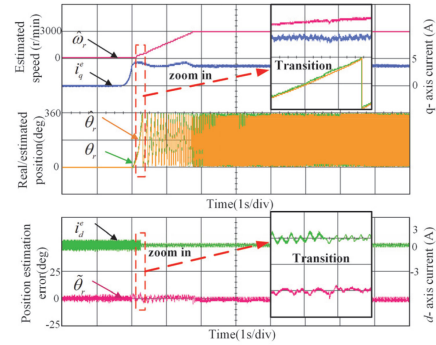 Estimated speed (r/min)
3000
0
ω̂r
i_q^e
zoom in
Transition
5
0
q- axis current (A)
Real/estimated position(deg)
360
0
θ̂r
θr
Time(1s/div)
Position estimation error(deg)
25
0
-25
i_d^e
zoom in
θ̃r
Transition
3
0
-3
d- axis current (A)
Time(1s/div)